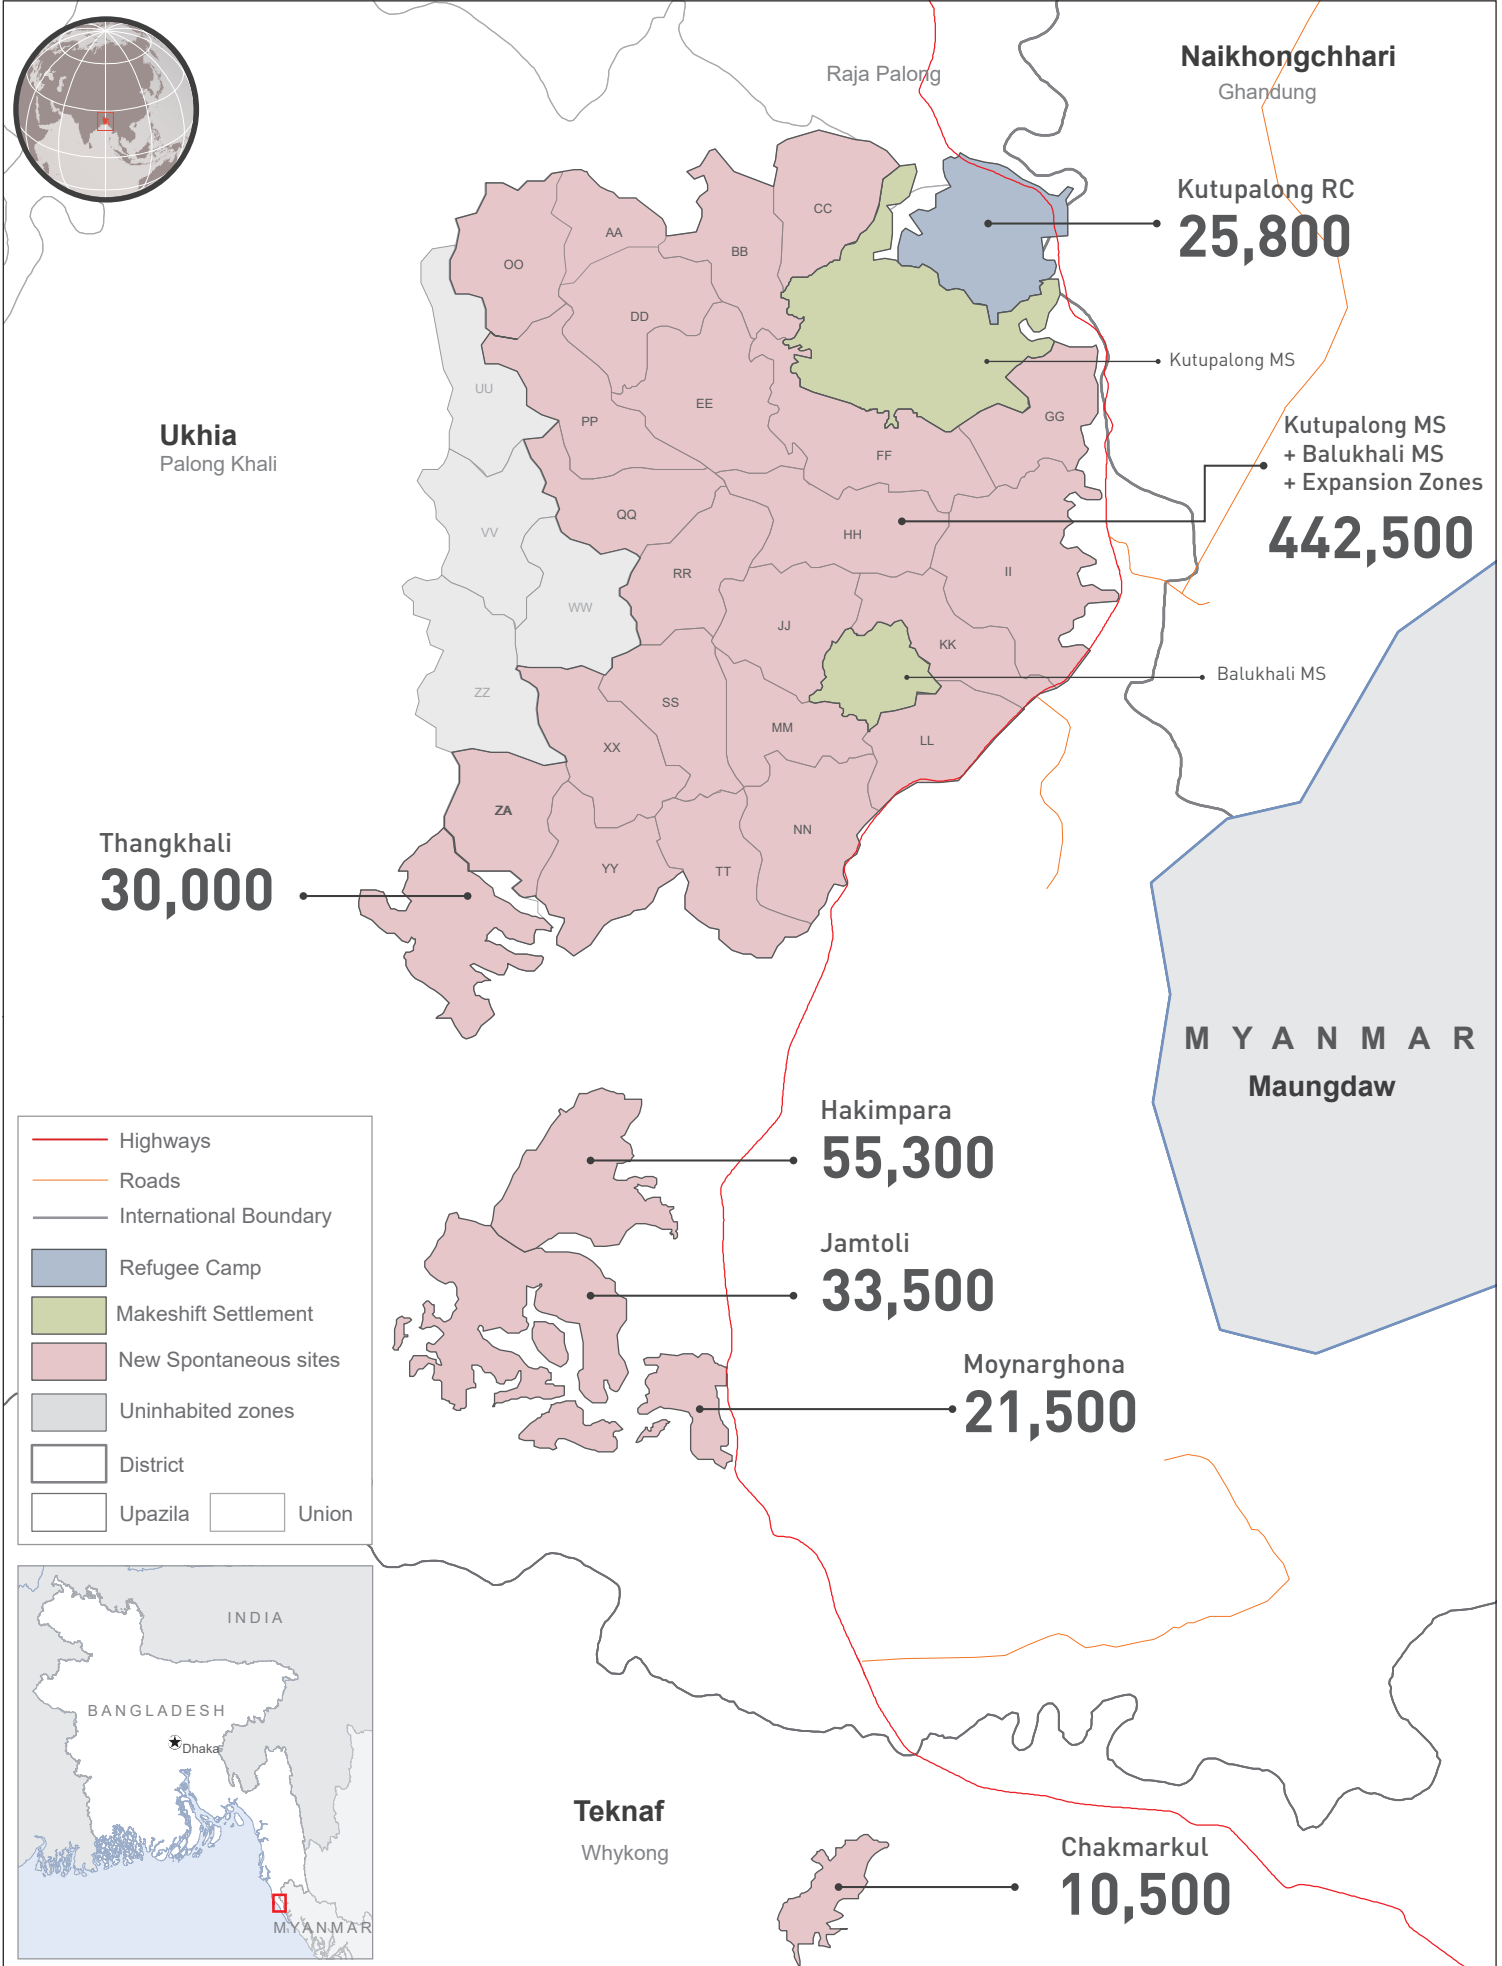 Raja Palong
Naikhongchhari
Ghandung
Kutupalong RC
25,800
CC
AA
BB
OO
DD
Kutupalong MS
UU
EE
PP
GG
Ukhia
Palong Khali
FF
Kutupalong MS
+ Balukhali MS
+ Expansion Zones
442,500
QQ
VV
HH
RR
II
WW
JJ
KK
Balukhali MS
ZZ
SS
MM
XX
LL
ZA
NN
Thangkhali
30,000
YY
TT
MYANMAR
Maungdaw
Hakimpara
55,300
Jamtoli
33,500
Moynarghona
21,500
Highways
Roads
International Boundary
Refugee Camp
Makeshift Settlement
New Spontaneous sites
Uninhabited zones
District
Upazila
Union
INDIA
BANGLADESH
Dhaka
MYANMAR
Teknaf
Whykong
Chakmarkul
10,500